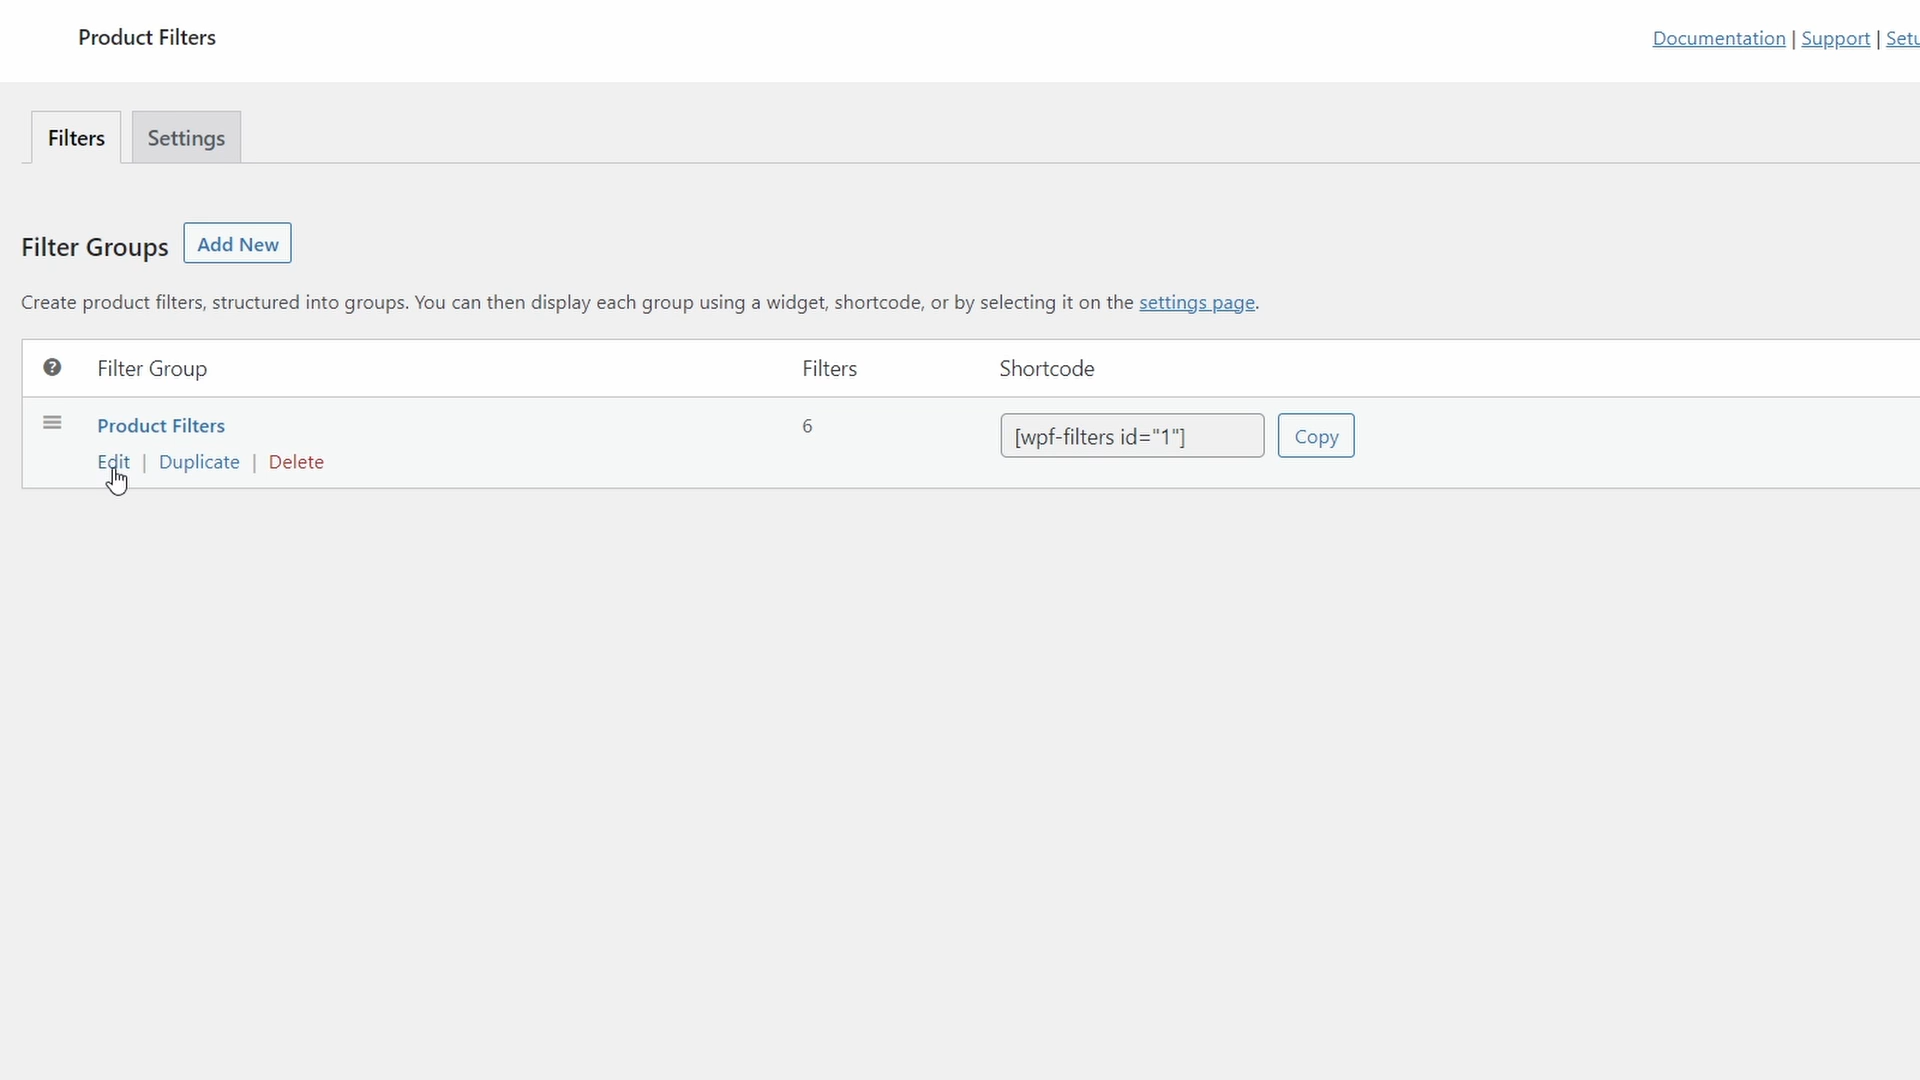 Product Filters
Documentation | Support |
Filters
Settings
Filter Groups
Add New
Create product filters, structured into groups. You can then display each group using a widget, shortcode, or by selecting it on the settings page.
? Filter Group Filters Shortcode
Product Filters 6 [wpf-filters id="1"] Copy
Edit | Duplicate | Delete